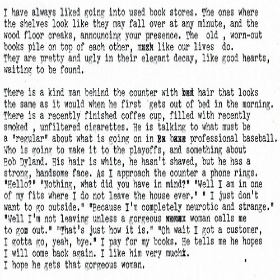 I have always liked going into used book stores. The ones where
the shelves look like they may fall over at any minute, and the
wood floor creaks, announcing your presence. The old , worn-out
books pile on top of each other, much like our lives do.
They are pretty and ugly in their elegant decay, like good hearts,
waiting to be found.

There is a kind man behind the counter with bed hair that looks
the same as it would when he first gets out of bed in the morning.
There is a recently finished coffee cup, filled with recently
smoked , unfiltered cigarettes. He is talking to what must be
a "regular" about what is going on in professional baseball.
Who is going to make it to the playoffs, and something about
Bob Dylan. His hair is white, he hasn't shaved, but he has a
strong, handsome face. As I approach the counter a phone rings.
"Hello?" "Nothing, what did you have in mind?" "Well I am in one
of my fits where I do not leave the house ever." " I just don't
want to go outside." "Because I'm completely neurotic and strange."
"Well I'm not leaving unless a gorgeous woman calls me
to gom out." "That's just how it is." "Oh wait I got a customer,
I gotta go, yeah, bye." I pay for my books. He tells me he hopes
I will come back again. I like him very much.
I hope he gets that gorgeous woman.